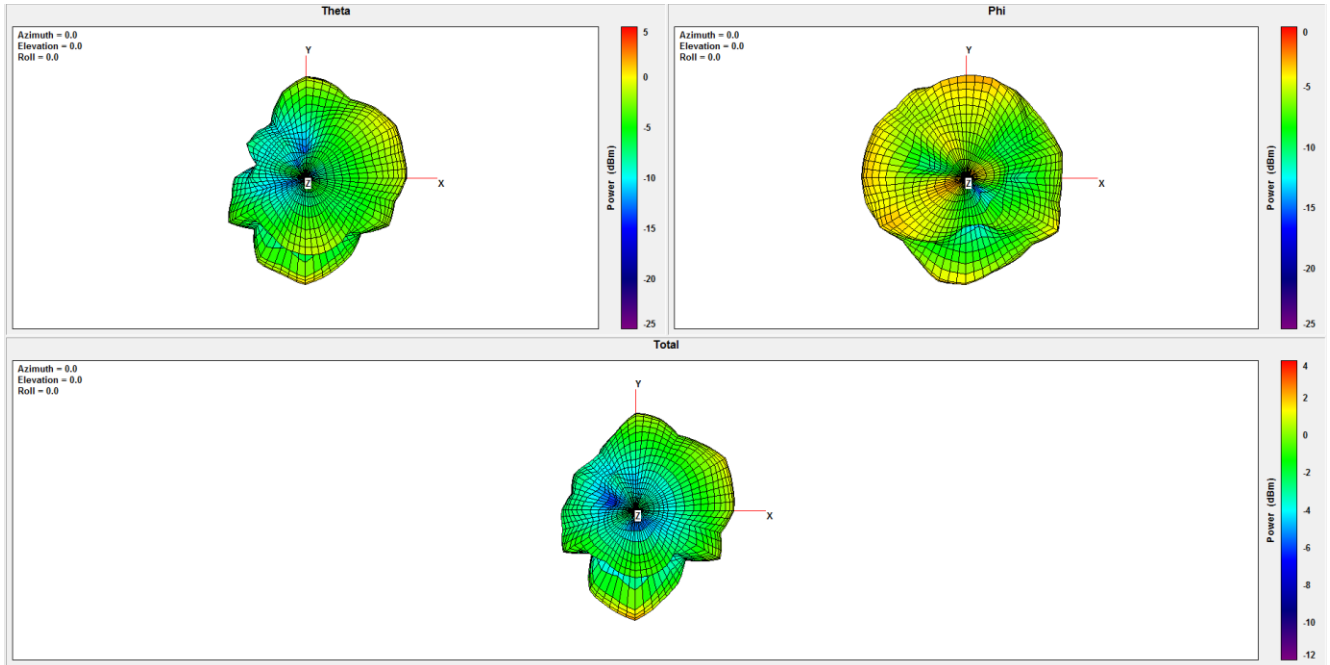 Theta
Azimuth = 0.0
Elevation = 0.0
Roll = 0.0
Y
X
Z
5
0
-5
-10
-15
-20
-25
Power (dBm)
Phi
Azimuth = 0.0
Elevation = 0.0
Roll = 0.0
Y
X
Z
0
-5
-10
-15
-20
-25
Power (dBm)
Total
Azimuth = 0.0
Elevation = 0.0
Roll = 0.0
Y
X
Z
4
2
0
-2
-4
-6
-8
-10
-12
Power (dBm)